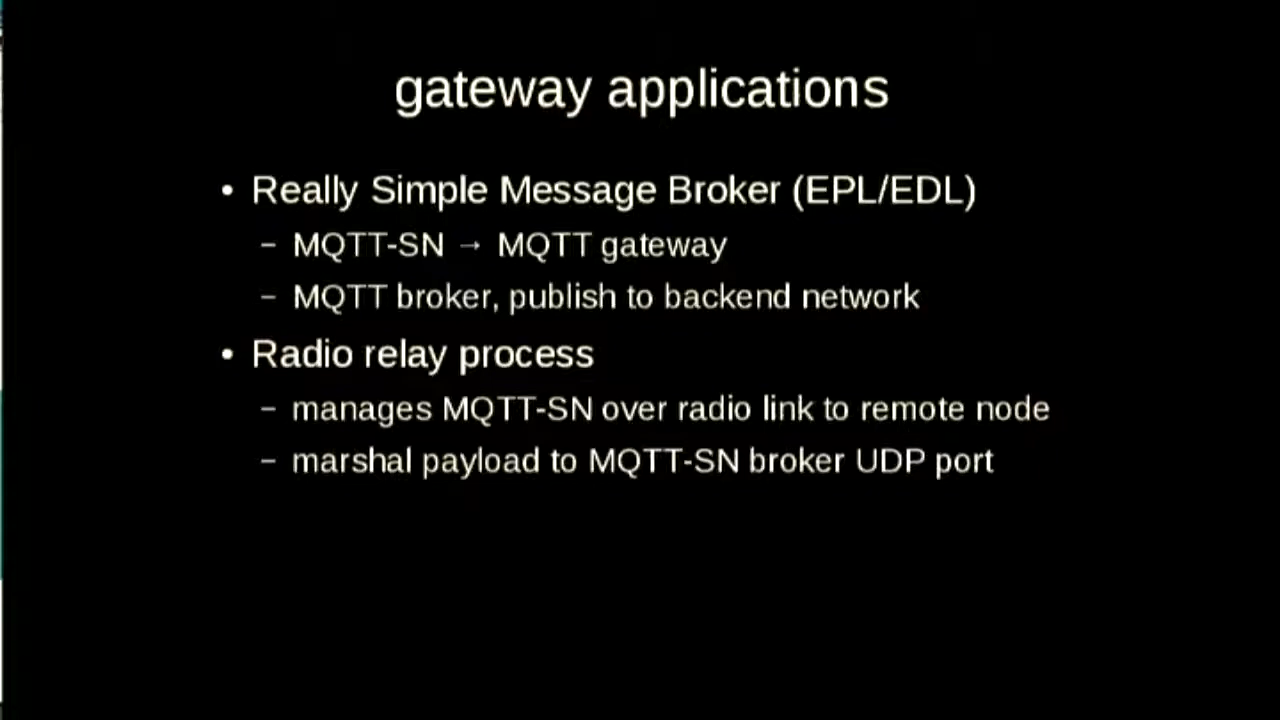 gateway applications
• Really Simple Message Broker (EPL/EDL)
– MQTT-SN → MQTT gateway
– MQTT broker, publish to backend network
• Radio relay process
– manages MQTT-SN over radio link to remote node
– marshal payload to MQTT-SN broker UDP port